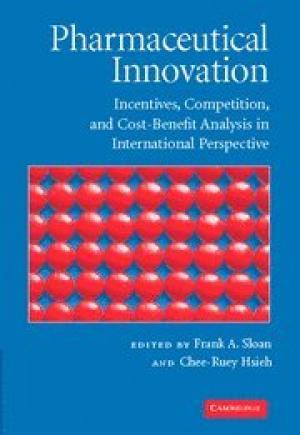 Pharmaceutical
Innovation
Incentives, Competition,
and Cost-Benefit Analysis in
International Perspective
EDITED BY Frank A. Sloan
AND Chee-Ruey Hsieh
CAMBRIDGE